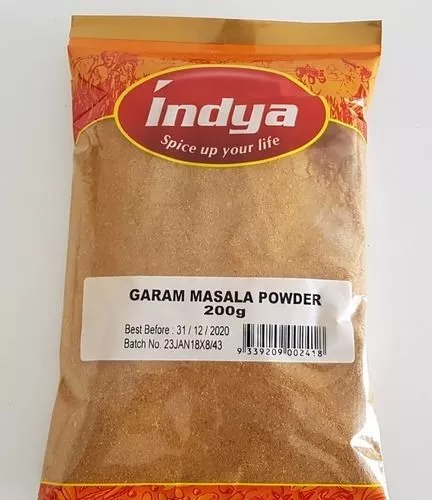 Índya
Spice up your life
GARAM MASALA POWDER
200g
Best Before : 31 / 12 / 2020
Batch No. 23JAN18X8/43
9 339209 002418